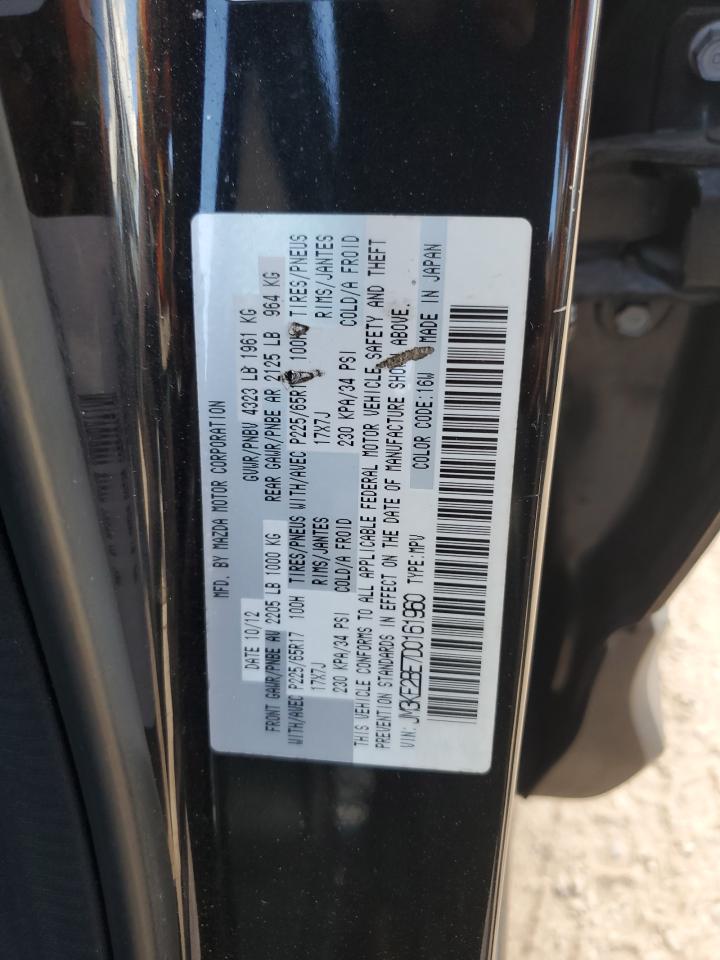 MFD. BY MAZDA MOTOR CORPORATION
DATE 10/12 GVWR/PNBV 4323 LB 1961 KG
FRONT GAWR/PNBE AV 2205 LB 1000 KG REAR GAWR/PNBE AR 2125 LB 964 KG
WITH/AVEC P225/65R17 100H TIRES/PNEUS WITH/AVEC P225/65R1 100H TIRES/PNEUS
17X7J RIMS/JANTES 17X7J RIMS/JANTES
230 KPA/34 PSI COLD/A FROID 230 KPA/34 PSI COLD/A FROID
THIS VEHICLE CONFORMS TO ALL APPLICABLE FEDERAL MOTOR VEHICLE SAFETY AND THEFT
PREVENTION STANDARDS IN EFFECT ON THE DATE OF MANUFACTURE SHOWN ABOVE.
VIN: JM3KE2BE7D0161960 TYPE:MPV COLOR CODE:16W MADE IN JAPAN